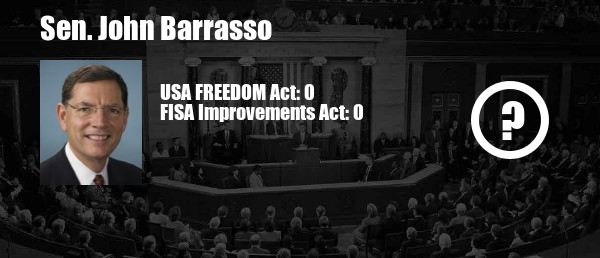 Sen. John Barrasso
USA FREEDOM Act: 0
FISA Improvements Act: 0
?